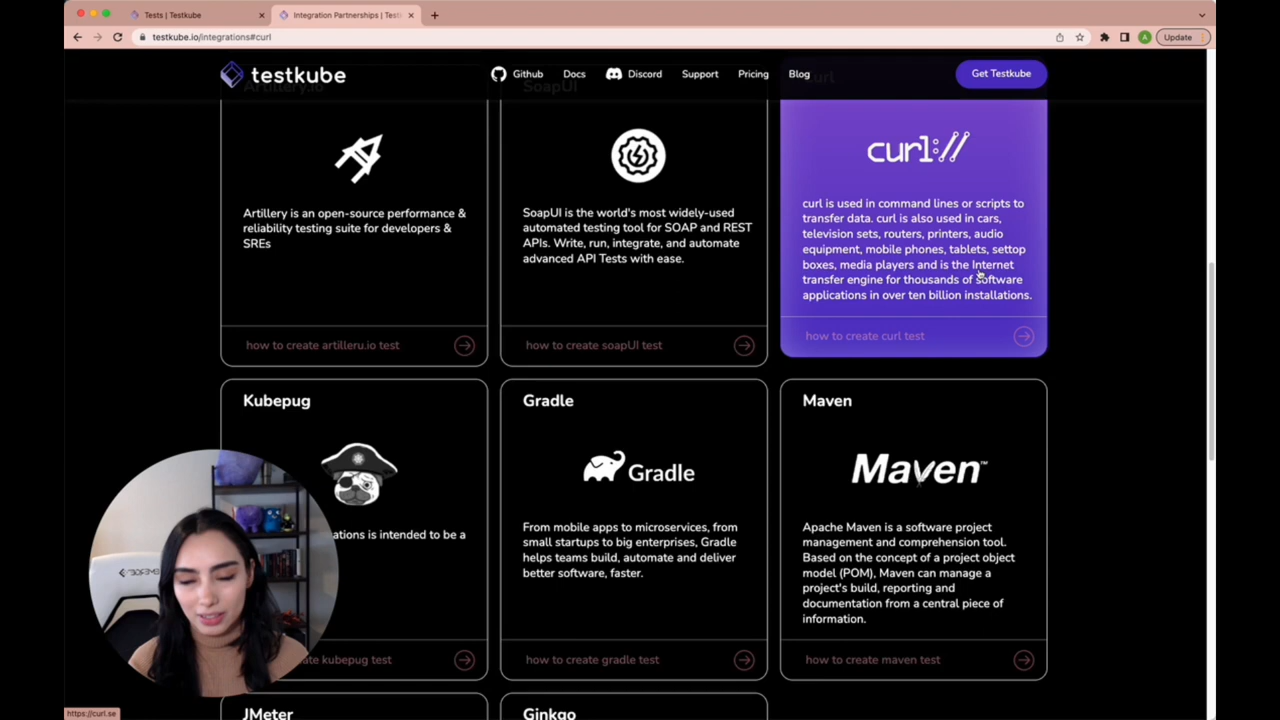 Tests | Testkube
Integration Partnerships | Test
testkube.io/integrations#curl
Update
testkube
Github
Docs
Discord
Support
Pricing
Blog
Get Testkube
Artillery.io
SoapUI
curl
Artillery is an open-source performance &
reliability testing suite for developers &
SREs
how to create artilleru.io test
SoapUI is the world's most widely-used
automated testing tool for SOAP and REST
APIs. Write, run, integrate, and automate
advanced API Tests with ease.
how to create soapUI test
curl://
curl is used in command lines or scripts to
transfer data. curl is also used in cars,
television sets, routers, printers, audio
equipment, mobile phones, tablets, settop
boxes, media players and is the Internet
transfer engine for thousands of software
applications in over ten billion installations.
how to create curl test
Kubepug
ations is intended to be a
ate kubepug test
Gradle
Gradle
From mobile apps to microservices, from
small startups to big enterprises, Gradle
helps teams build, automate and deliver
better software, faster.
how to create gradle test
Maven
Maven™
Apache Maven is a software project
management and comprehension tool.
Based on the concept of a project object
model (POM), Maven can manage a
project's build, reporting and
documentation from a central piece of
information.
how to create maven test
JMeter
Ginkgo
https://curl.se